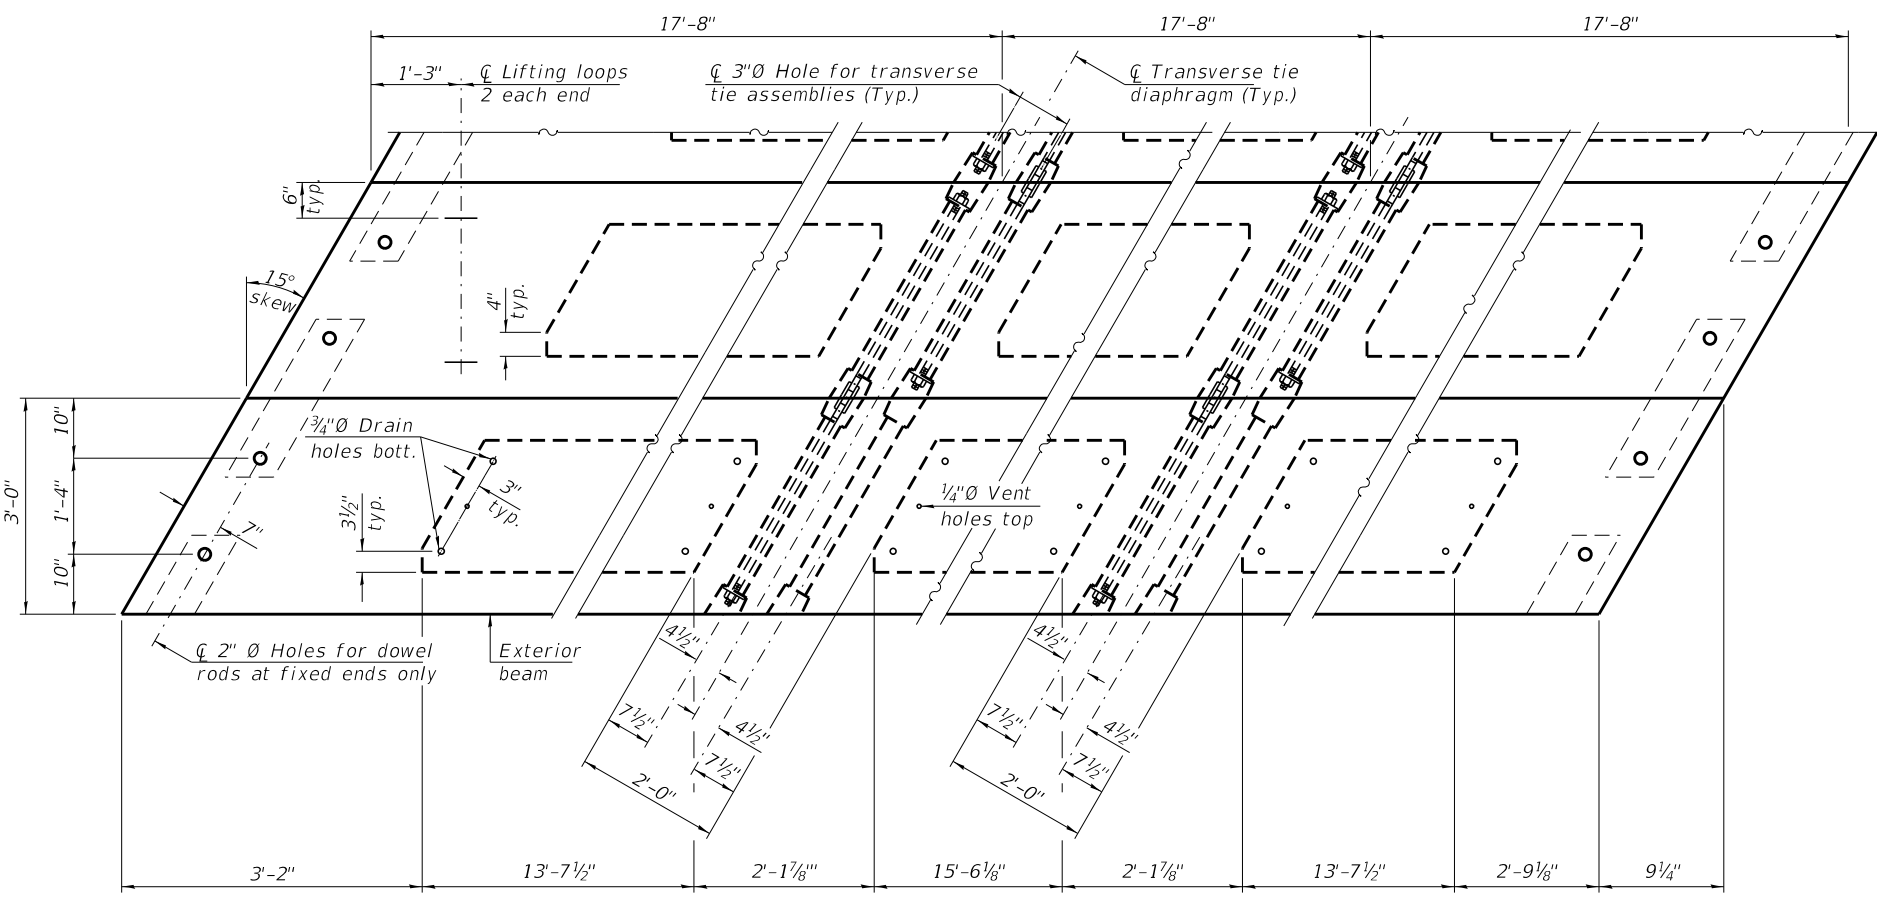 17'-8" 17'-8" 17'-8"
1'-3"
℄ Lifting loops
2 each end
℄ 3"Ø Hole for transverse
tie assemblies (Typ.)
℄ Transverse tie
diaphragm (Typ.)
6"
typ.
15°
skew
4"
typ.
3'-0"
10"
1'-4"
10"
¾"Ø Drain
holes bott.
3½"
typ.
3"
typ.
7"
¼"Ø Vent
holes top
℄ 2" Ø Holes for dowel
rods at fixed ends only
Exterior
beam
4½" 4½"
7½" 4½" 7½" 4½"
7½" 7½"
2'-0" 2'-0"
3'-2" 13'-7½" 2'-1⅞'" 15'-6⅛" 2'-1⅞" 13'-7½" 2'-9⅛" 9¼"